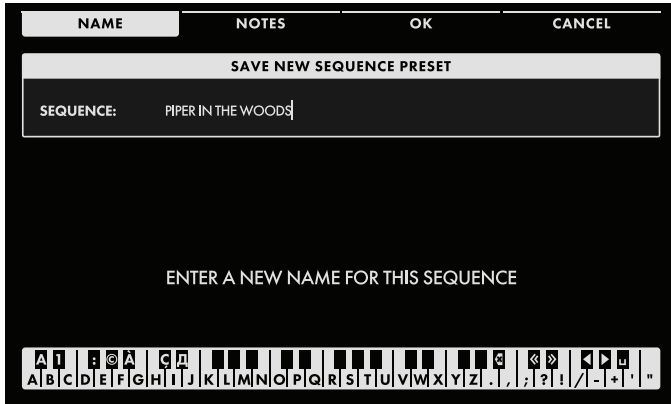 NAME NOTES OK CANCEL
SAVE NEW SEQUENCE PRESET
SEQUENCE: PIPER IN THE WOODS
ENTER A NEW NAME FOR THIS SEQUENCE
A 1 : © À Ç Д « »
A B C D E F G H I J K L M N O P Q R S T U V W X Y Z . , ; ? ! / - + ' "